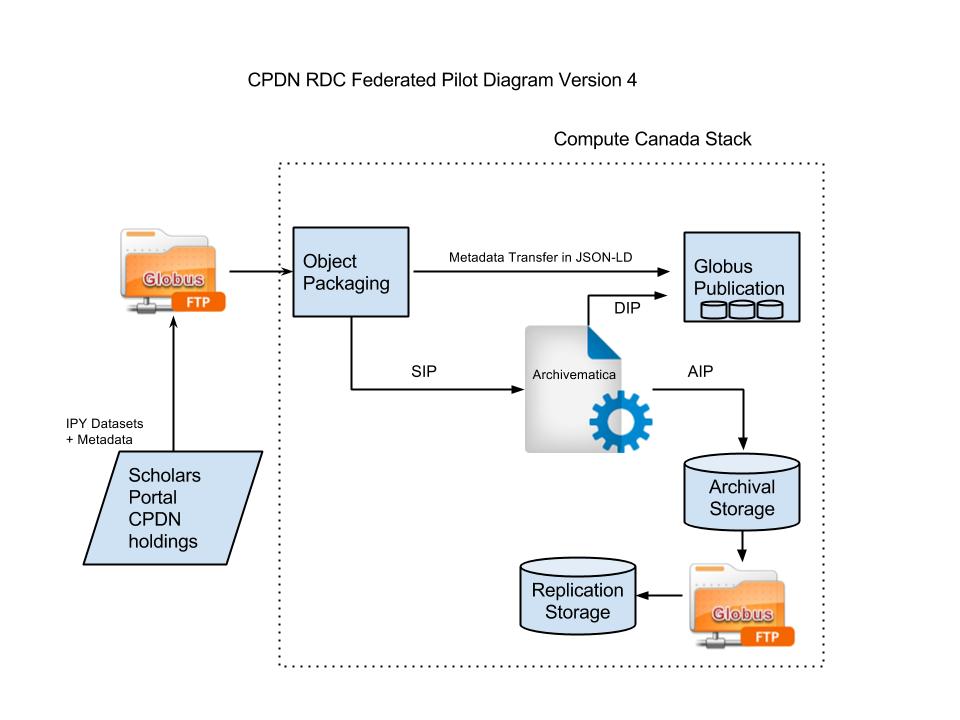 CPDN RDC Federated Pilot Diagram Version 4
Compute Canada Stack
Globus
FTP
Object
Packaging
Metadata Transfer in JSON-LD
Globus
Publication
DIP
SIP
Archivematica
AIP
IPY Datasets
+ Metadata
Scholars
Portal
CPDN
holdings
Archival
Storage
Replication
Storage
Globus
FTP